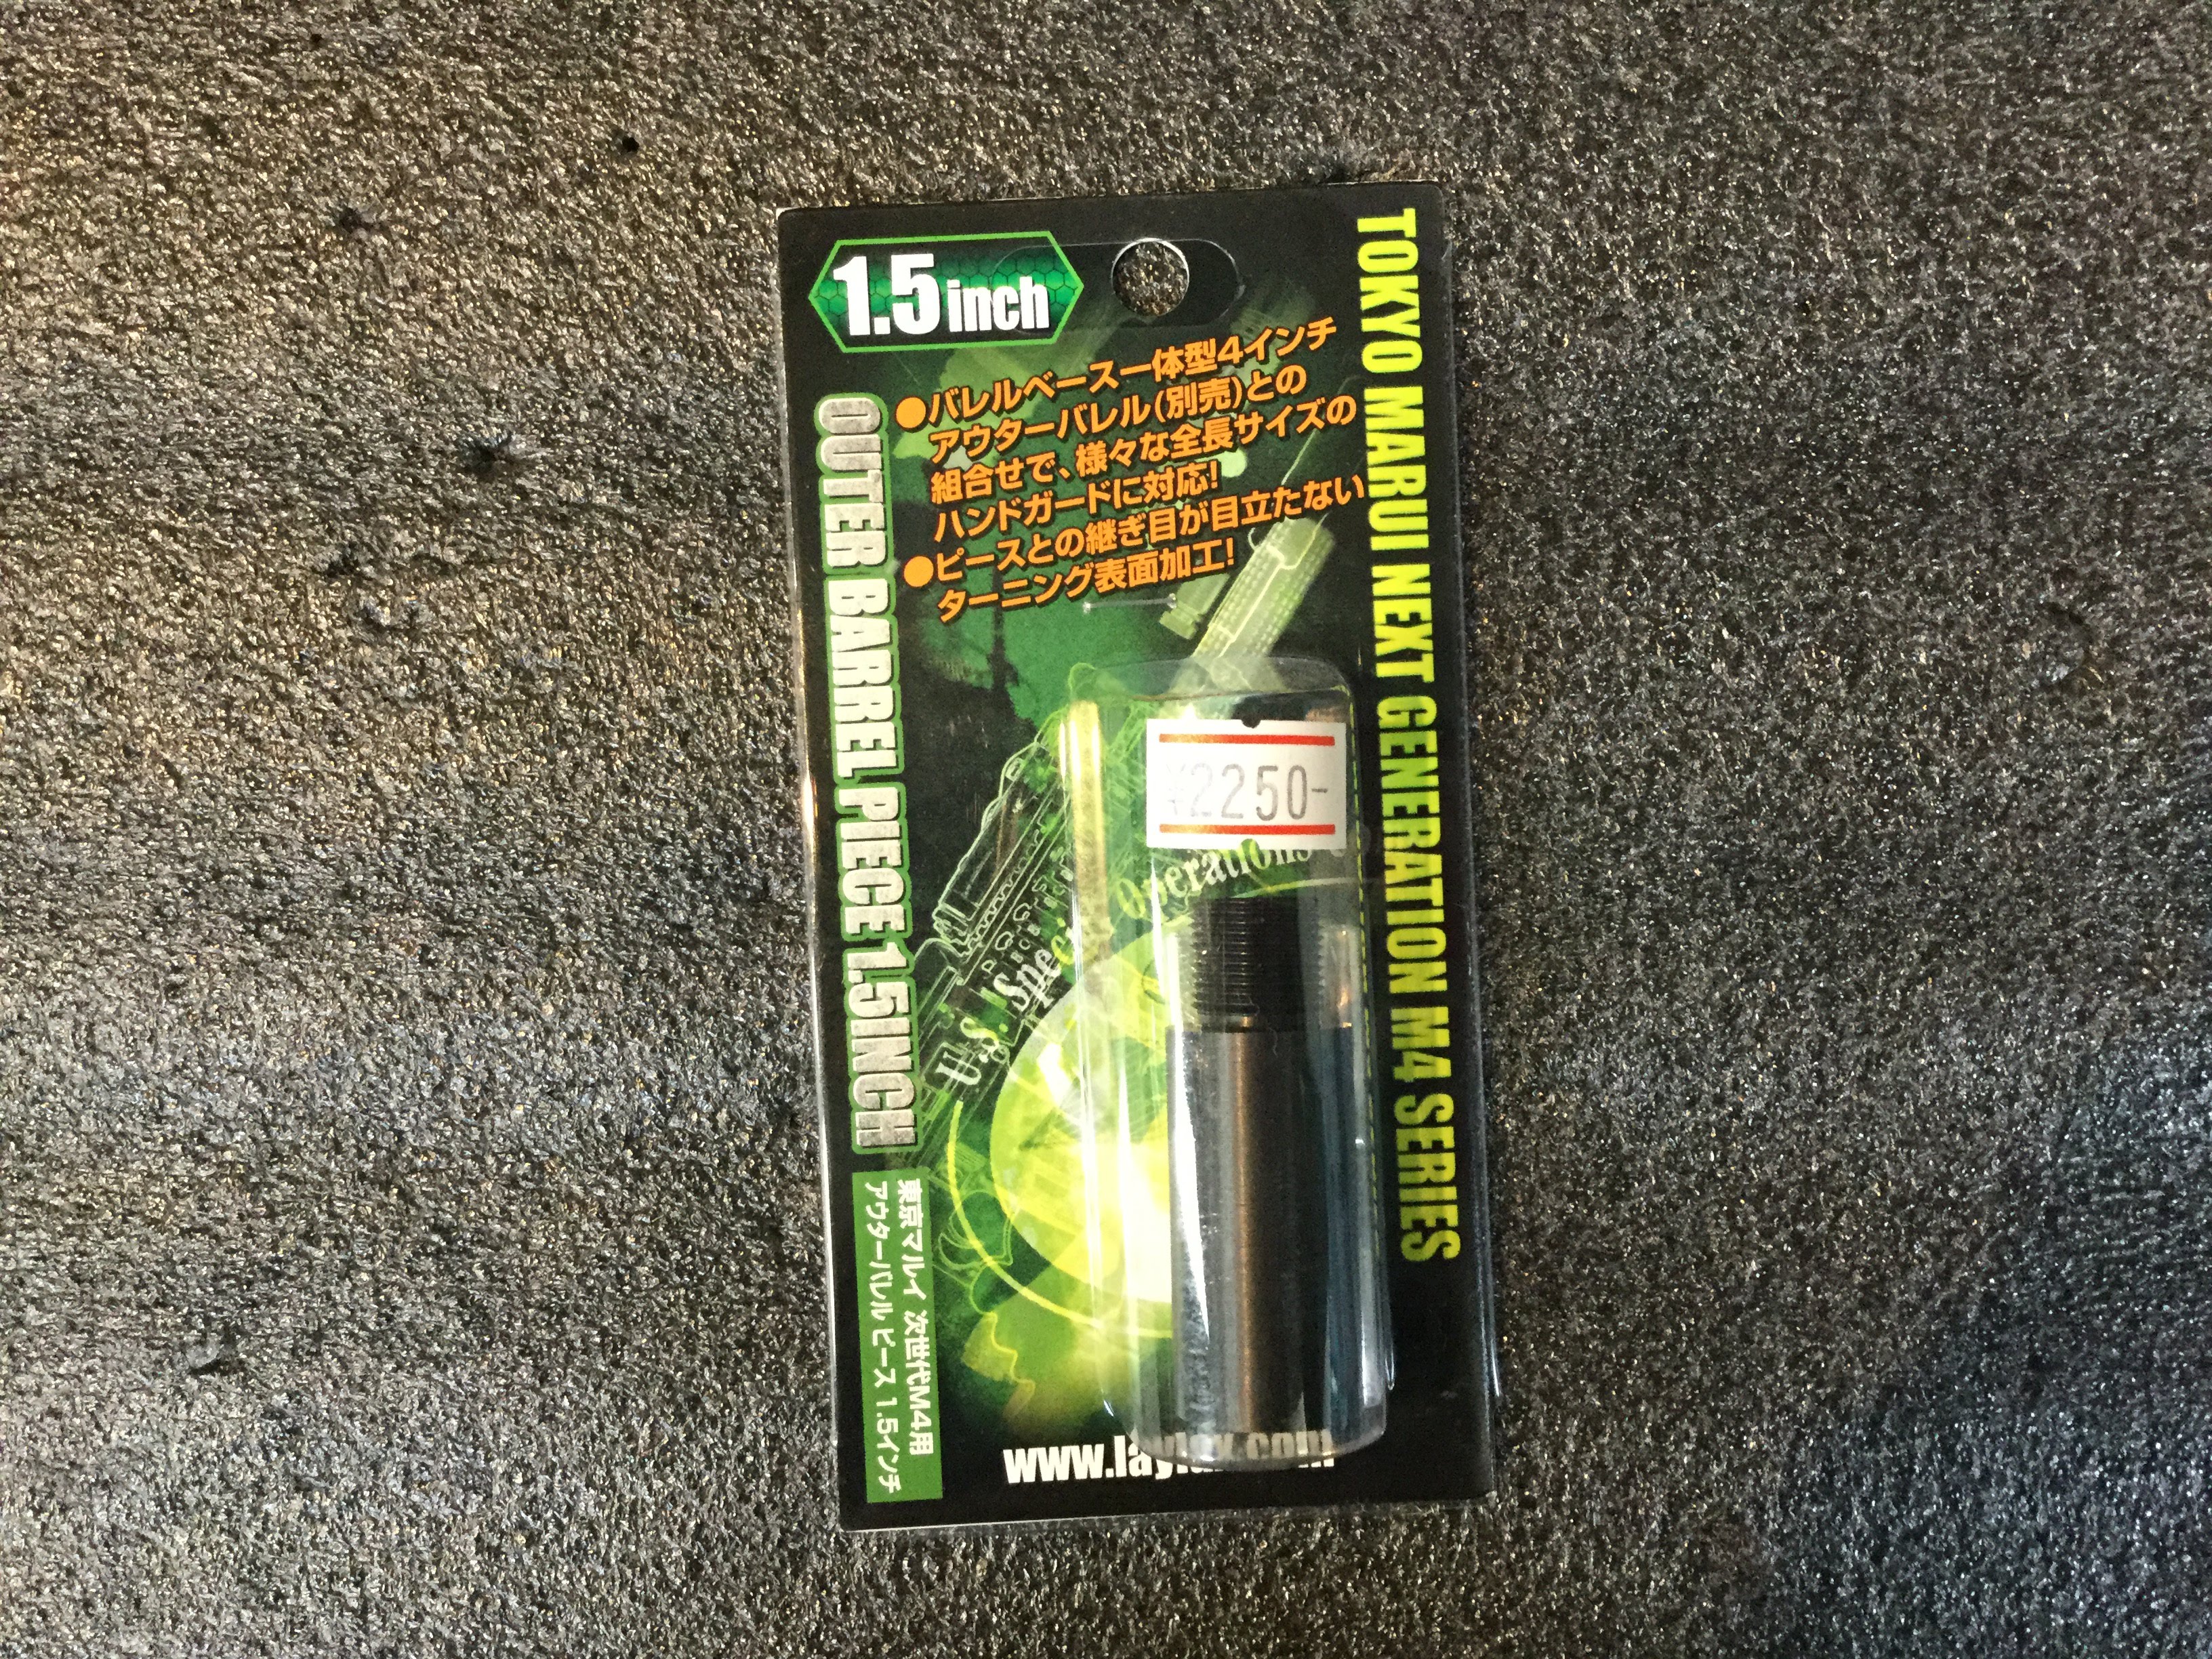 1.5inch
●バレルベース一体型4インチ
アウターバレル(別売)との
組合せで、様々な全長サイズの
ハンドガードに対応!
●ピースとの継ぎ目が目立たない
ターニング表面加工!
TOKYO MARUI NEXT GENERATION M4 SERIES
OUTER BARREL PIECE 1.5INCH
¥2250-
U.S. Special Operations
東京マルイ 次世代M4用
アウターバレル ピース 1.5インチ
www.laylax.com